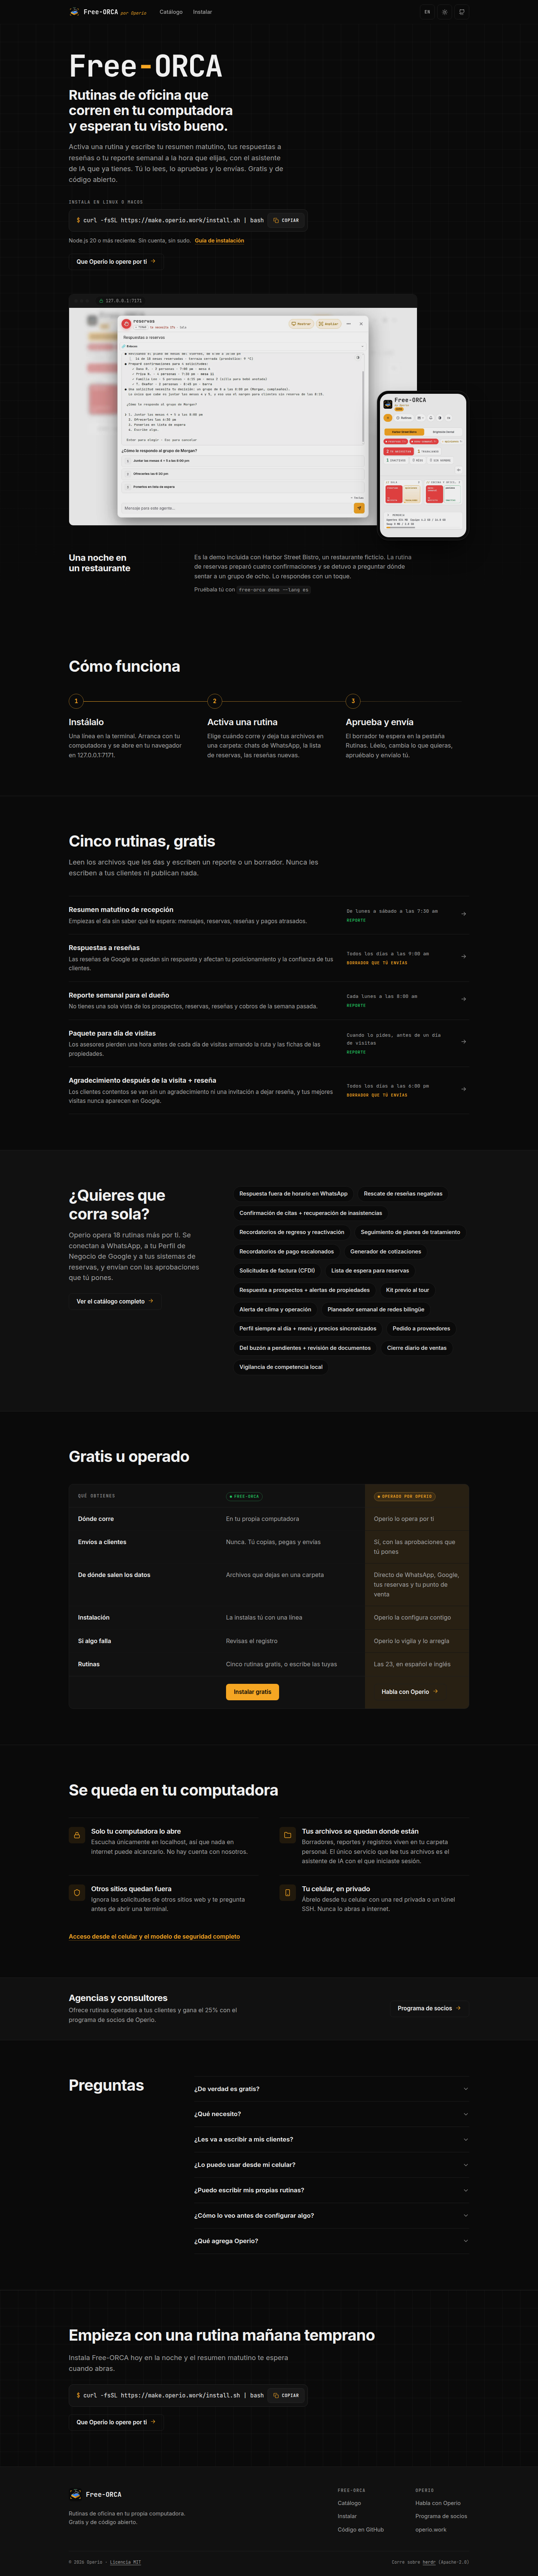 Free-ORCA por Operio
Catálogo
Instalar
EN
Free-ORCA
Rutinas de oficina que
corren en tu computadora
y esperan tu visto bueno.
Activa una rutina y escribe tu resumen matutino, tus respuestas a
reseñas o tu reporte semanal a la hora que elijas, con el asistente
de IA que ya tienes. Tú lo lees, lo apruebas y lo envías. Gratis y de
código abierto.
INSTALA EN LINUX O MACOS
$ curl -fsSL https://make.operio.work/install.sh | bash
COPIAR
Node.js 20 o más reciente. Sin cuenta, sin sudo. Guía de instalación
Que Operio lo opere por ti →
127.0.0.1:7171
reservas
Respuestas a reservas
¿Cómo le respondo al grupo de Morgan?
Free-ORCA
Una noche en
un restaurante
Es la demo incluida con Harbor Street Bistro, un restaurante ficticio. La rutina
de reservas preparó cuatro confirmaciones y se detuvo a preguntar dónde
sentar a un grupo de ocho. Lo respondes con un toque.
Pruébala tú con free-orca demo --lang es
Cómo funciona
1
2
3
Instálalo
Una línea en la terminal. Arranca con tu
computadora y se abre en tu navegador
en 127.0.0.1:7171.
Activa una rutina
Elige cuándo corre y deja tus archivos en
una carpeta: chats de WhatsApp, la lista
de reservas, las reseñas nuevas.
Aprueba y envía
El borrador te espera en la pestaña
Rutinas. Léelo, cambia lo que quieras,
apruébalo y envíalo tú.
Cinco rutinas, gratis
Leen los archivos que les das y escriben un reporte o un borrador. Nunca les
escriben a tus clientes ni publican nada.
Resumen matutino de recepción
Empiezas el día sin saber qué te espera: mensajes, reservas, reseñas y pagos atrasados.
De lunes a sábado a las 7:30 am
REPORTE
→
Respuestas a reseñas
Las reseñas de Google se quedan sin respuesta y afectan tu posicionamiento y la confianza de tus
clientes.
Todos los días a las 9:00 am
BORRADOR QUE TÚ ENVÍAS
→
Reporte semanal para el dueño
No tienes una sola vista de los prospectos, reservas, reseñas y cobros de la semana pasada.
Cada lunes a las 8:00 am
REPORTE
→
Paquete para día de visitas
Los asesores pierden una hora antes de cada día de visitas armando la ruta y las fichas de las
propiedades.
Cuando lo pides, antes de un día
de visitas
REPORTE
→
Agradecimiento después de la visita + reseña
Los clientes contentos se van sin un gracias ni una invitación a dejar reseña, y tus mejores
visitas nunca aparecen en Google.
Todos los días a las 6:00 pm
BORRADOR QUE TÚ ENVÍAS
→
¿Quieres que
corra sola?
Operio opera 18 rutinas más por ti. Se
conectan a WhatsApp, a tu Perfil de
Negocio de Google y a tus sistemas de
reservas, y envían con las aprobaciones
que tú pones.
Ver el catálogo completo →
Respuesta fuera de horario en WhatsApp
Rescate de reseñas negativas
Confirmación de citas + recuperación de inasistencias
Recordatorios de regreso y reactivación
Seguimiento de planes de tratamiento
Recordatorios de pago escalonados
Generador de cotizaciones
Solicitudes de factura (CFDI)
Lista de espera para reservas
Respuesta a prospectos + alertas de propiedades
Kit previo al tour
Alerta de clima y operación
Planeador semanal de redes bilingüe
Perfil siempre al día + menú y precios sincronizados
Pedido a proveedores
Del buzón a pendientes + revisión de documentos
Cierre diario de ventas
Vigilancia de competencia local
Gratis u operado
QUÉ OBTIENES
FREE-ORCA
OPERADO POR OPERIO
Dónde corre
En tu propia computadora
Operio lo opera por ti
Envíos a clientes
Nunca. Tú copias, pegas y envías
Sí, con las aprobaciones que
tú pones
De dónde salen los datos
Archivos que dejas en una carpeta
Directo de WhatsApp, Google,
tus reservas y tu punto de
venta
Instalación
La instalas tú con una línea
Operio la configura contigo
Si algo falla
Revisas el registro
Operio lo vigila y lo arregla
Rutinas
Cinco rutinas gratis, o escribe las tuyas
Las 23, en español e inglés
Instalar gratis
Habla con Operio →
Se queda en tu computadora
Solo tu computadora lo abre
Escucha únicamente en localhost, así que nada en
internet puede alcanzarlo. No hay cuenta con nosotros.
Tus archivos se quedan donde están
Borradores, reportes y registros viven en tu carpeta
personal. El único servicio que lee tus archivos es el
asistente de IA con el que iniciaste sesión.
Otros sitios quedan fuera
Ignora las solicitudes de otros sitios web y te pregunta
antes de abrir una terminal.
Tu celular, en privado
Ábrelo desde tu celular con una red privada o un túnel
SSH. Nunca lo abras a internet.
Acceso desde el celular y el modelo de seguridad completo
Agencias y consultores
Ofrece rutinas operadas a tus clientes y gana el 25% con el
programa de socios de Operio.
Programa de socios →
Preguntas
¿De verdad es gratis?
¿Qué necesito?
¿Les va a escribir a mis clientes?
¿Lo puedo usar desde mi celular?
¿Puedo escribir mis propias rutinas?
¿Cómo lo veo antes de configurar algo?
¿Qué agrega Operio?
Empieza con una rutina mañana temprano
Instala Free-ORCA hoy en la noche y el resumen matutino te espera
cuando abras.
$ curl -fsSL https://make.operio.work/install.sh | bash
COPIAR
Que Operio lo opere por ti →
Free-ORCA
Rutinas de oficina en tu propia computadora.
Gratis y de código abierto.
FREE-ORCA
Catálogo
Instalar
Código en GitHub
OPERIO
Habla con Operio
Programa de socios
operio.work
© 2026 Operio · Licencia MIT
Corre sobre herdr (Apache-2.0)